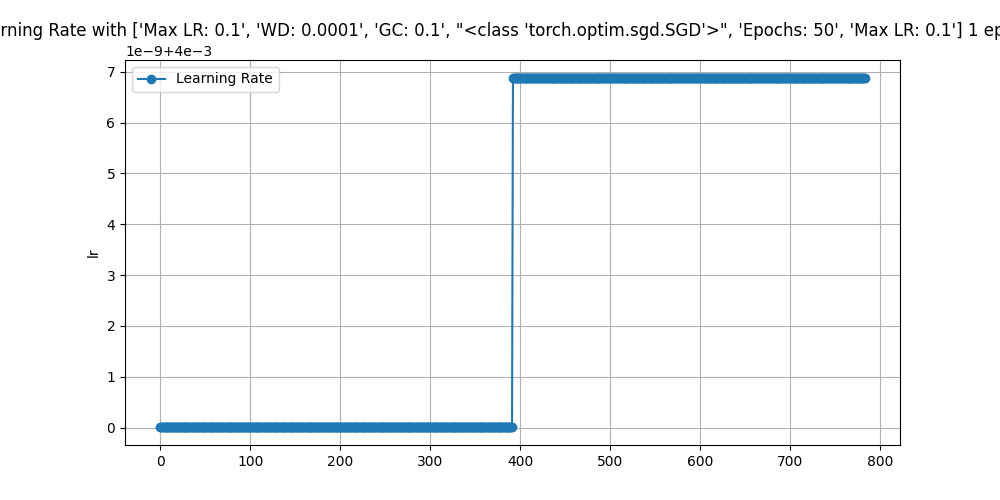 rning Rate with ['Max LR: 0.1', 'WD: 0.0001', 'GC: 0.1', "<class 'torch.optim.sgd.SGD'>", 'Epochs: 50', 'Max LR: 0.1'] 1 ep
1e−9+4e−3
Learning Rate
7
6
5
4
3
2
1
0
lr
0 100 200 300 400 500 600 700 800